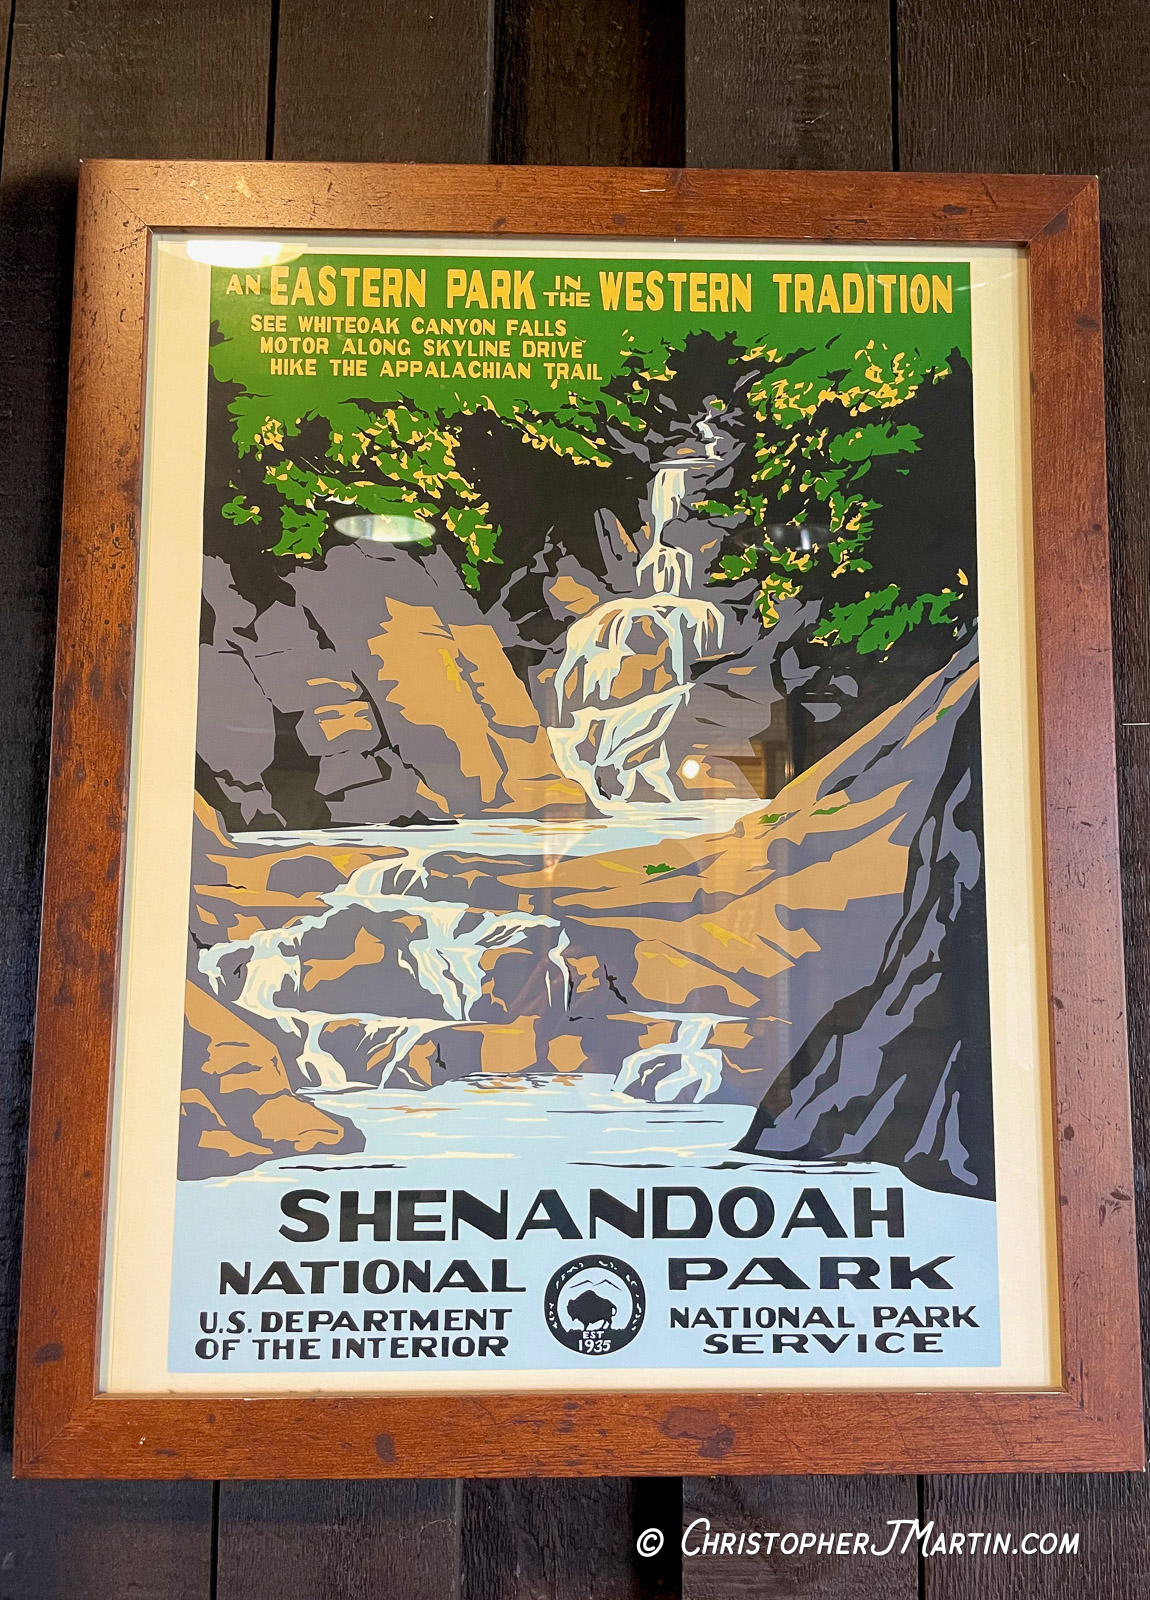 AN EASTERN PARK IN THE WESTERN TRADITION
SEE WHITEOAK CANYON FALLS
MOTOR ALONG SKYLINE DRIVE
HIKE THE APPALACHIAN TRAIL
SHENANDOAH
NATIONAL PARK
U.S. DEPARTMENT
OF THE INTERIOR
EST
1935
NATIONAL PARK
SERVICE
© CHRISTOPHERJMARTIN.COM